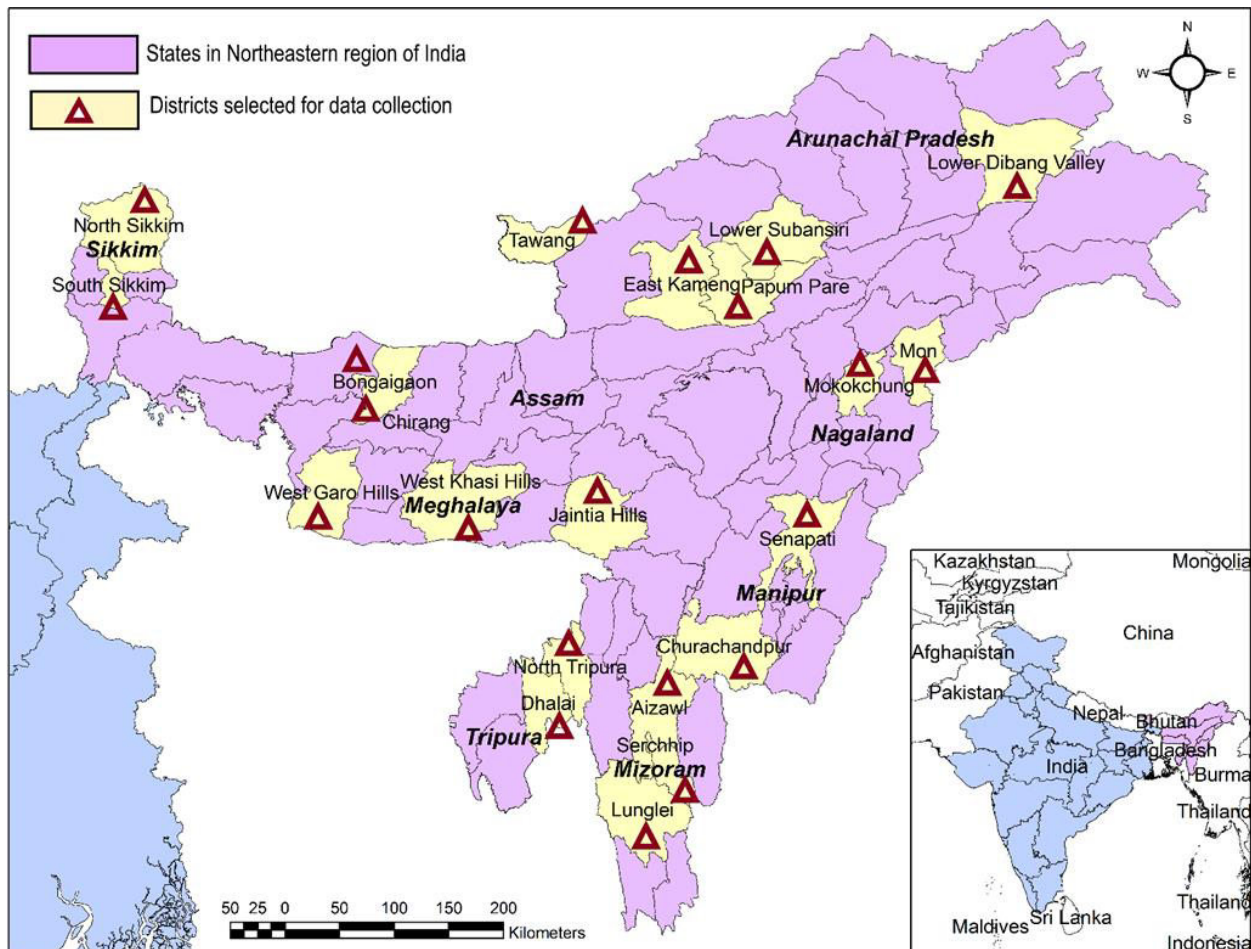 States in Northeastern region of India
Districts selected for data collection
N
W
E
S
Arunachal Pradesh
Lower Dibang Valley
North Sikkim
Sikkim
South Sikkim
Tawang
Lower Subansiri
East Kameng
Papum Pare
Bongaigaon
Chirang
Assam
Mon
Mokokchung
Nagaland
West Garo Hills
West Khasi Hills
Meghalaya
Jaintia Hills
Senapati
Manipur
Churachandpur
North Tripura
Dhalai
Tripura
Aizawl
Serchhip
Mizoram
Lunglei
50 25 0 50 100 150 200
Kilometers
Kazakhstan
Mongolia
Kyrgyzstan
Tajikistan
China
Afghanistan
Pakistan
Nepal
Bhutan
Bangladesh
India
Burma
Thailand
Thailand
Maldives
Sri Lanka
Indonesia